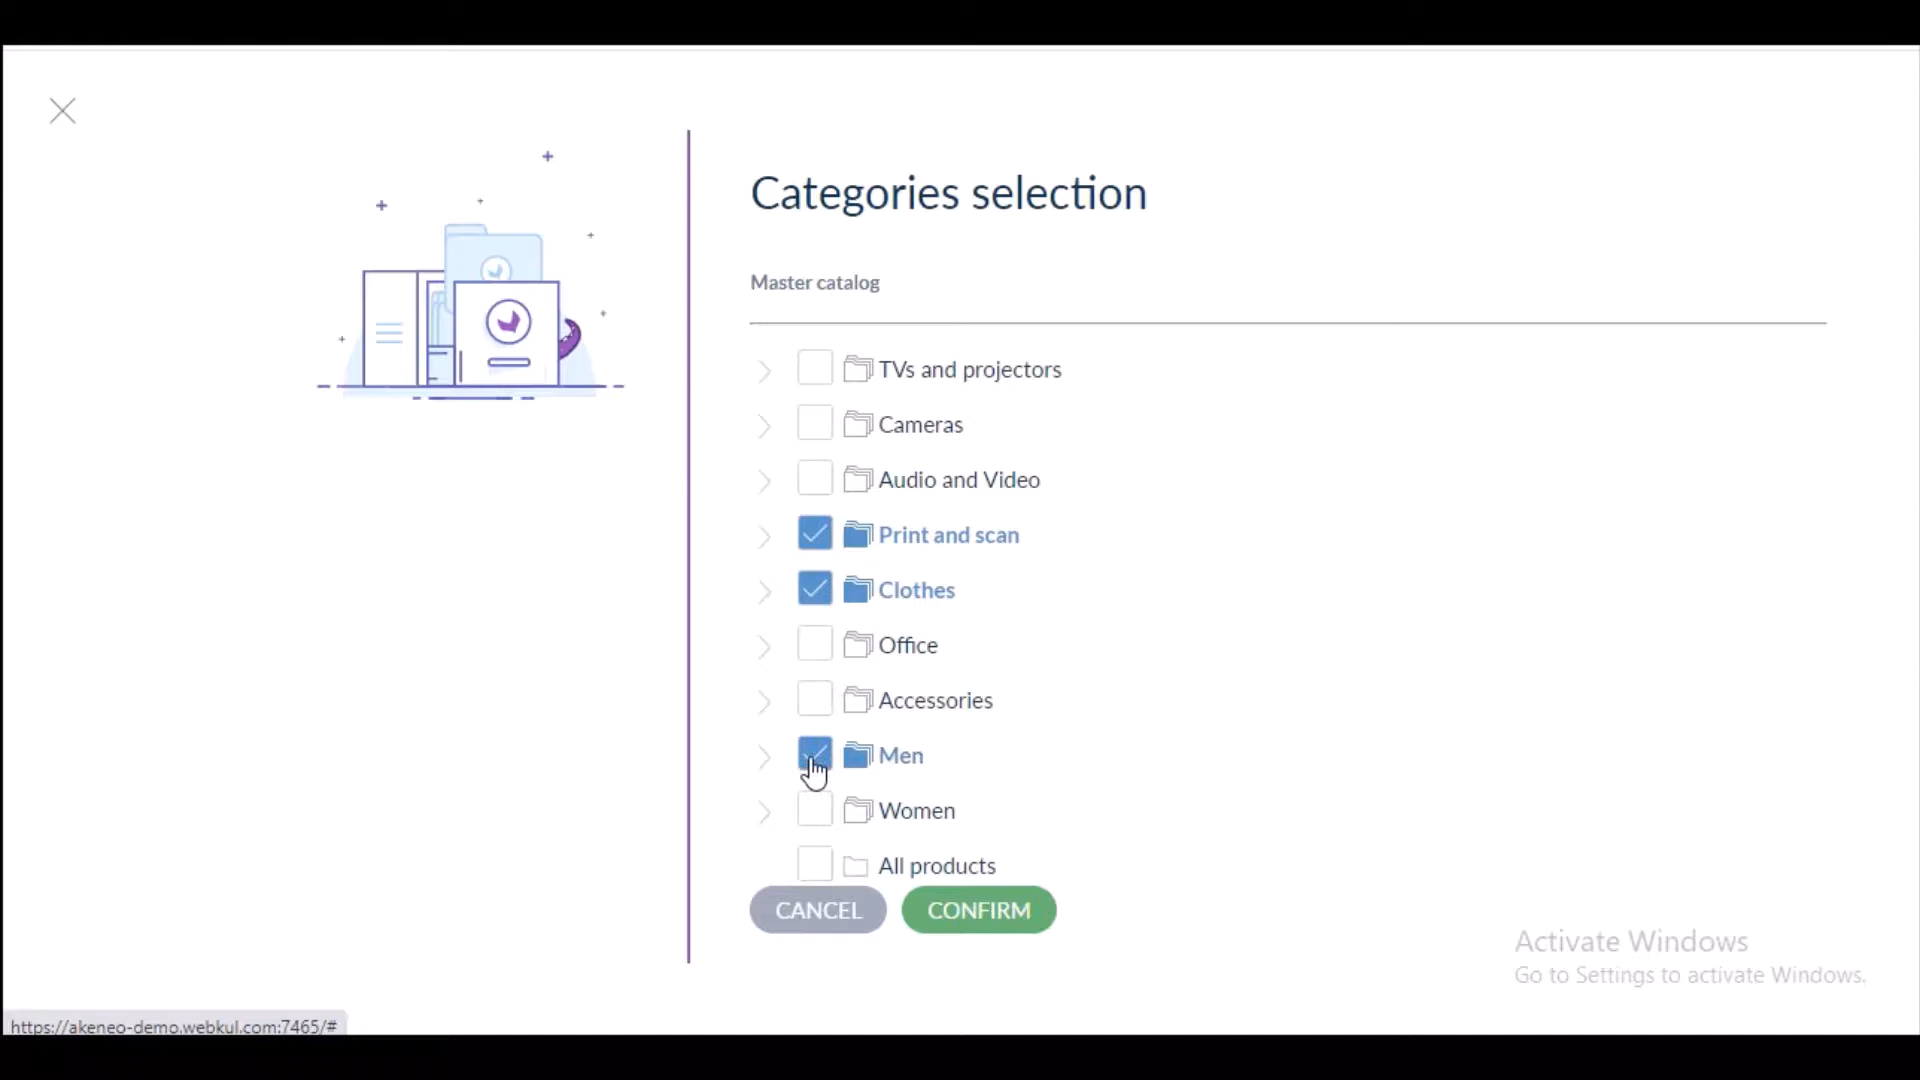 Categories selection
Master catalog
TVs and projectors
Cameras
Audio and Video
Print and scan
Clothes
Office
Accessories
Men
Women
All products
CANCEL CONFIRM
Activate Windows
Go to Settings to activate Windows.
https://akeneo-demo.webkul.com:7465/#